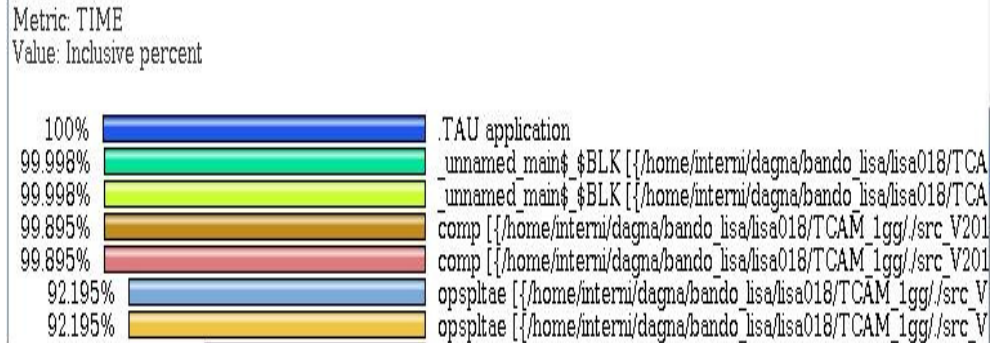 Metric: TIME
Value: Inclusive percent
100% .TAU application
99.998% _unnamed_main$_$BLK [{/home/interni/dagna/bando_lisa/lisa018/TCA
99.998% _unnamed_main$_$BLK [{/home/interni/dagna/bando_lisa/lisa018/TCA
99.895% comp [{/home/interni/dagna/bando_lisa/lisa018/TCAM_1gg/./src_V201
99.895% comp [{/home/interni/dagna/bando_lisa/lisa018/TCAM_1gg/./src_V201
92.195% opspltae [{/home/interni/dagna/bando_lisa/lisa018/TCAM_1gg/./src_V
92.195% opspltae [{/home/interni/dagna/bando_lisa/lisa018/TCAM_1gg/./src_V